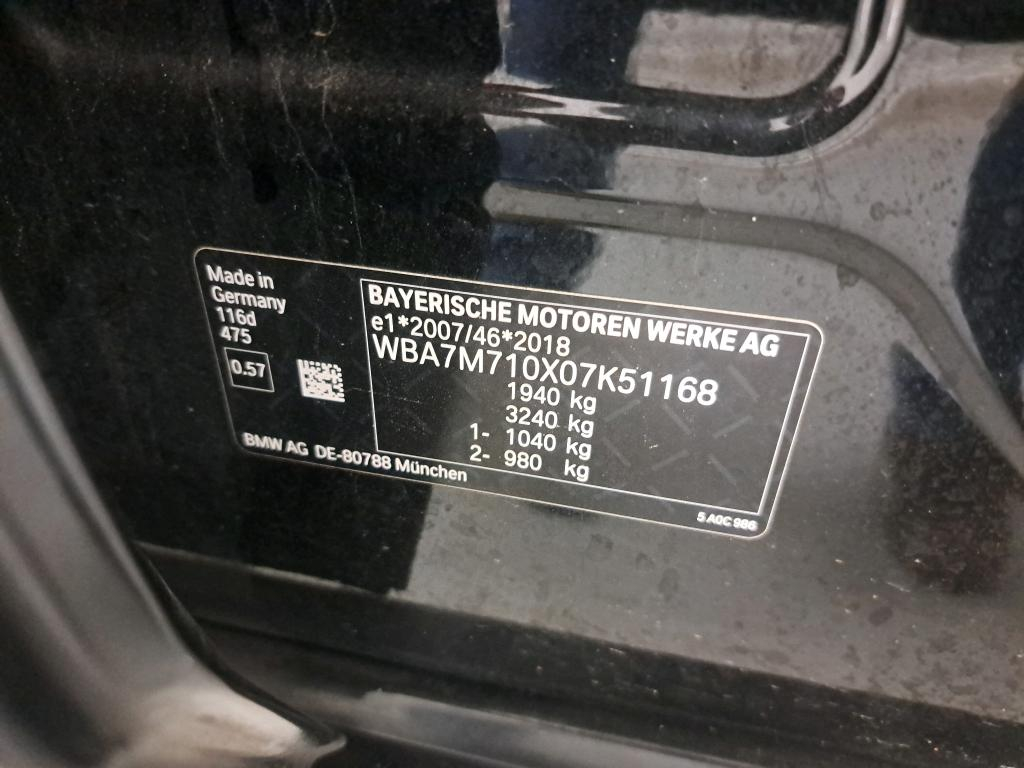 Made in
Germany
116d
475
0.57
BAYERISCHE MOTOREN WERKE AG
e1*2007/46*2018
WBA7M710X07K51168
1940 kg
3240 kg
1- 1040 kg
2- 980 kg
BMW AG DE-80788 München
5 A0C 986